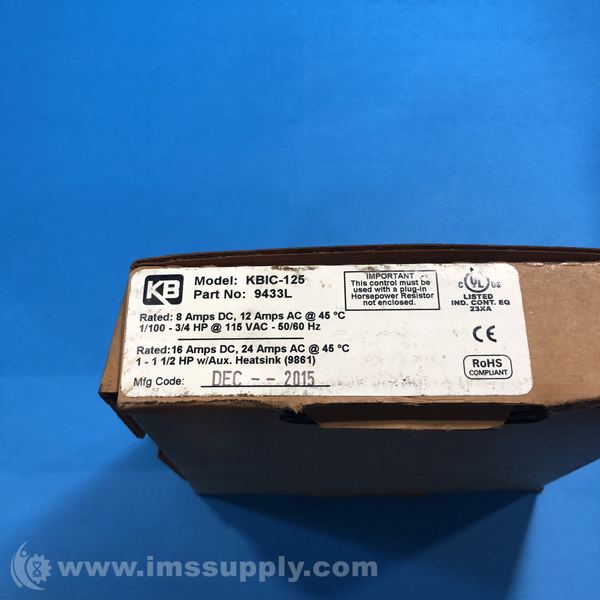 KB
Model: KBIC-125
Part No: 9433L
IMPORTANT
This control must be
used with a plug-in
Horsepower Resistor
not enclosed.
C UL US
LISTED
IND. CONT. EQ
23XA
Rated: 8 Amps DC, 12 Amps AC @ 45 °C
1/100 - 3/4 HP @ 115 VAC - 50/60 Hz
CE
Rated:16 Amps DC, 24 Amps AC @ 45 °C
1 - 1 1/2 HP w/Aux. Heatsink (9861)
RoHS
COMPLIANT
Mfg Code: DEC -- 2015
www.imssupply.com